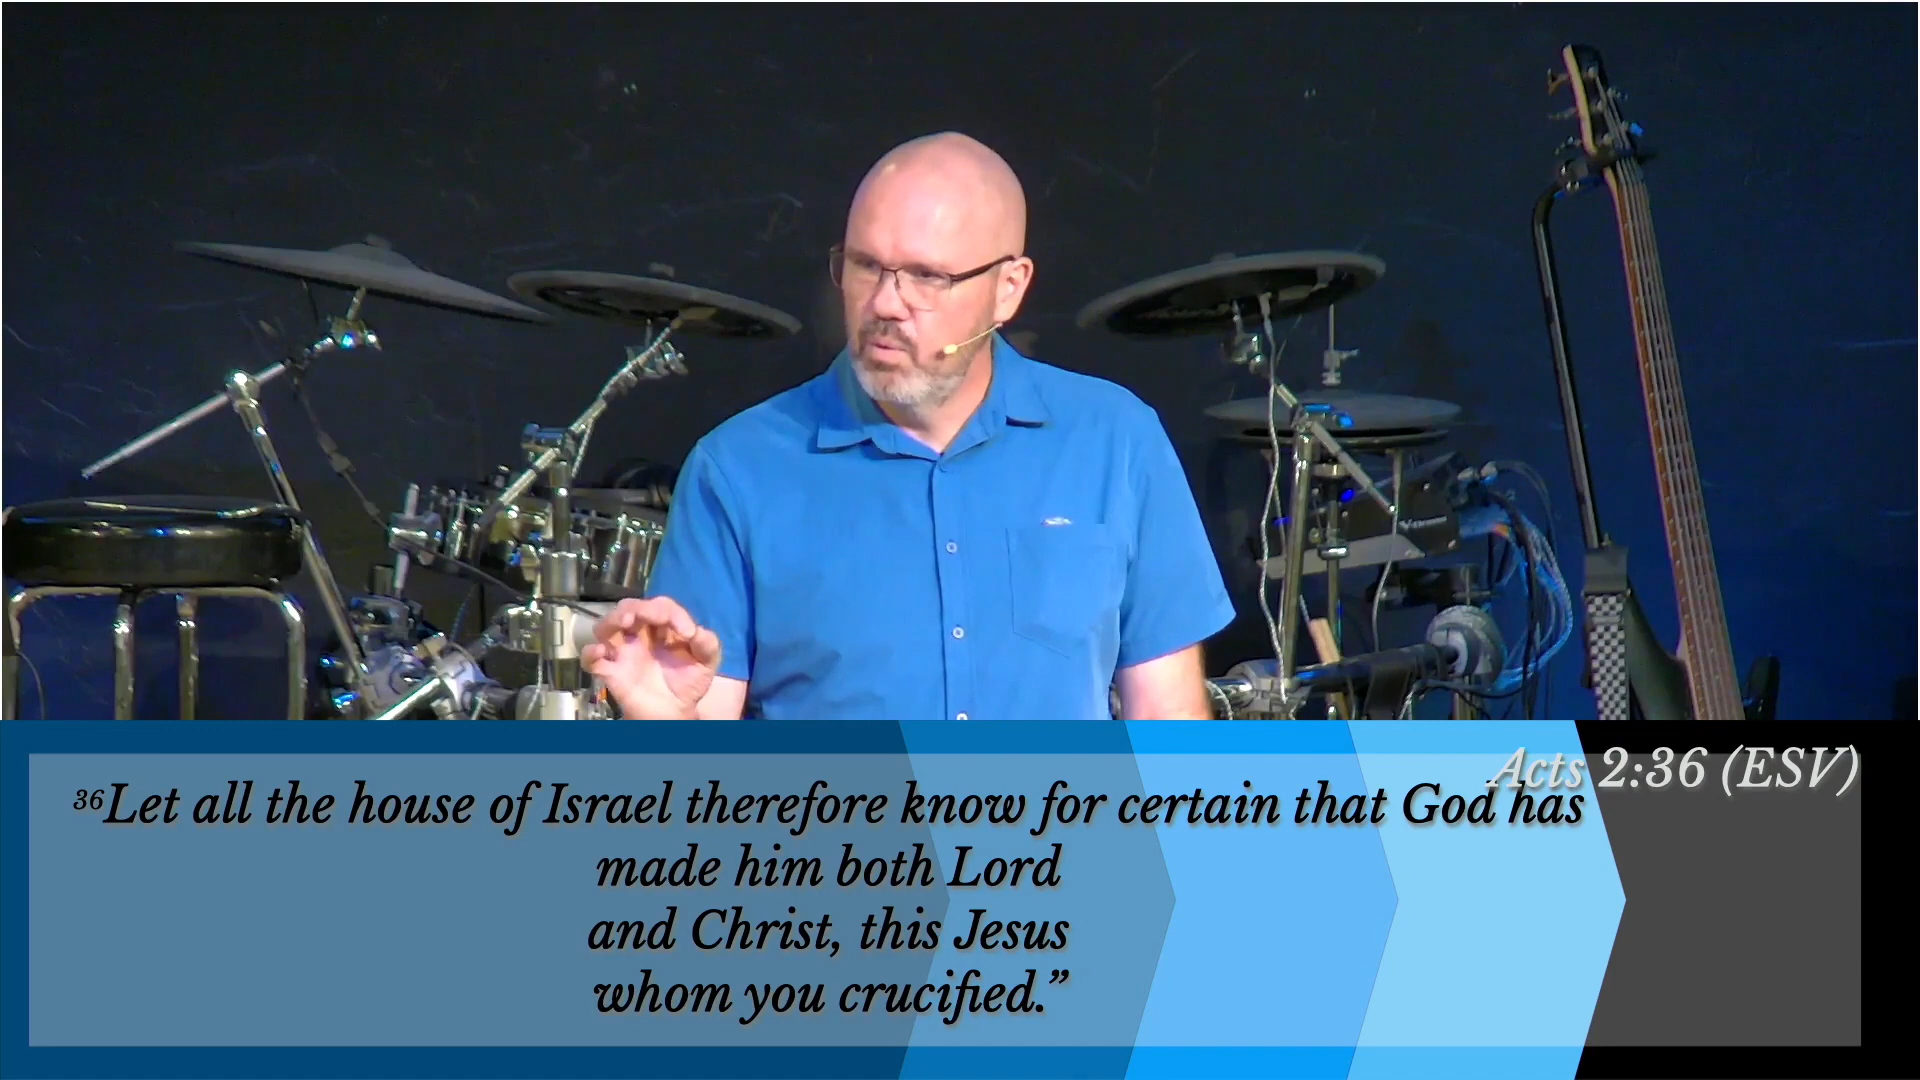 Acts 2:36 (ESV)
³⁶Let all the house of Israel therefore know for certain that God has
made him both Lord
and Christ, this Jesus
whom you crucified.”